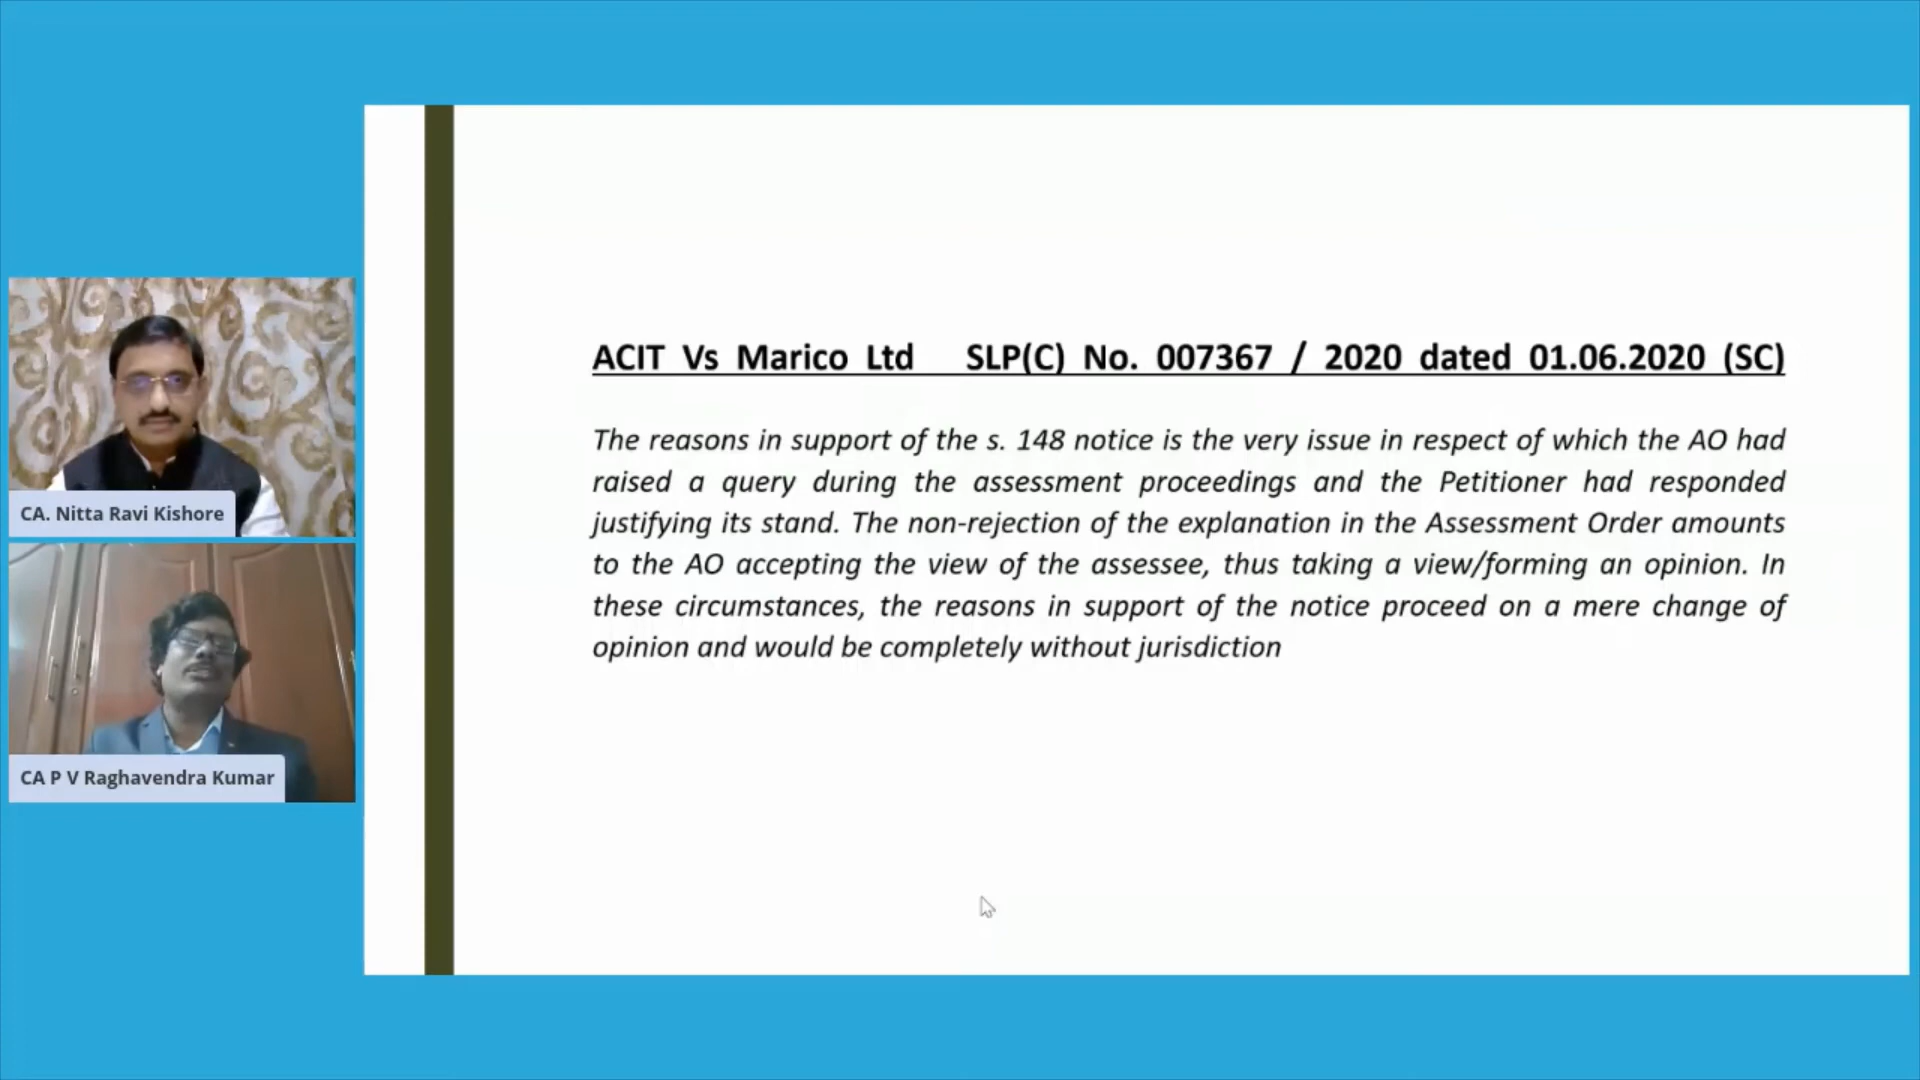 CA. Nitta Ravi Kishore
CA P V Raghavendra Kumar
ACIT Vs Marico Ltd SLP(C) No. 007367 / 2020 dated 01.06.2020 (SC)
The reasons in support of the s. 148 notice is the very issue in respect of which the AO had
raised a query during the assessment proceedings and the Petitioner had responded
justifying its stand. The non-rejection of the explanation in the Assessment Order amounts
to the AO accepting the view of the assessee, thus taking a view/forming an opinion. In
these circumstances, the reasons in support of the notice proceed on a mere change of
opinion and would be completely without jurisdiction